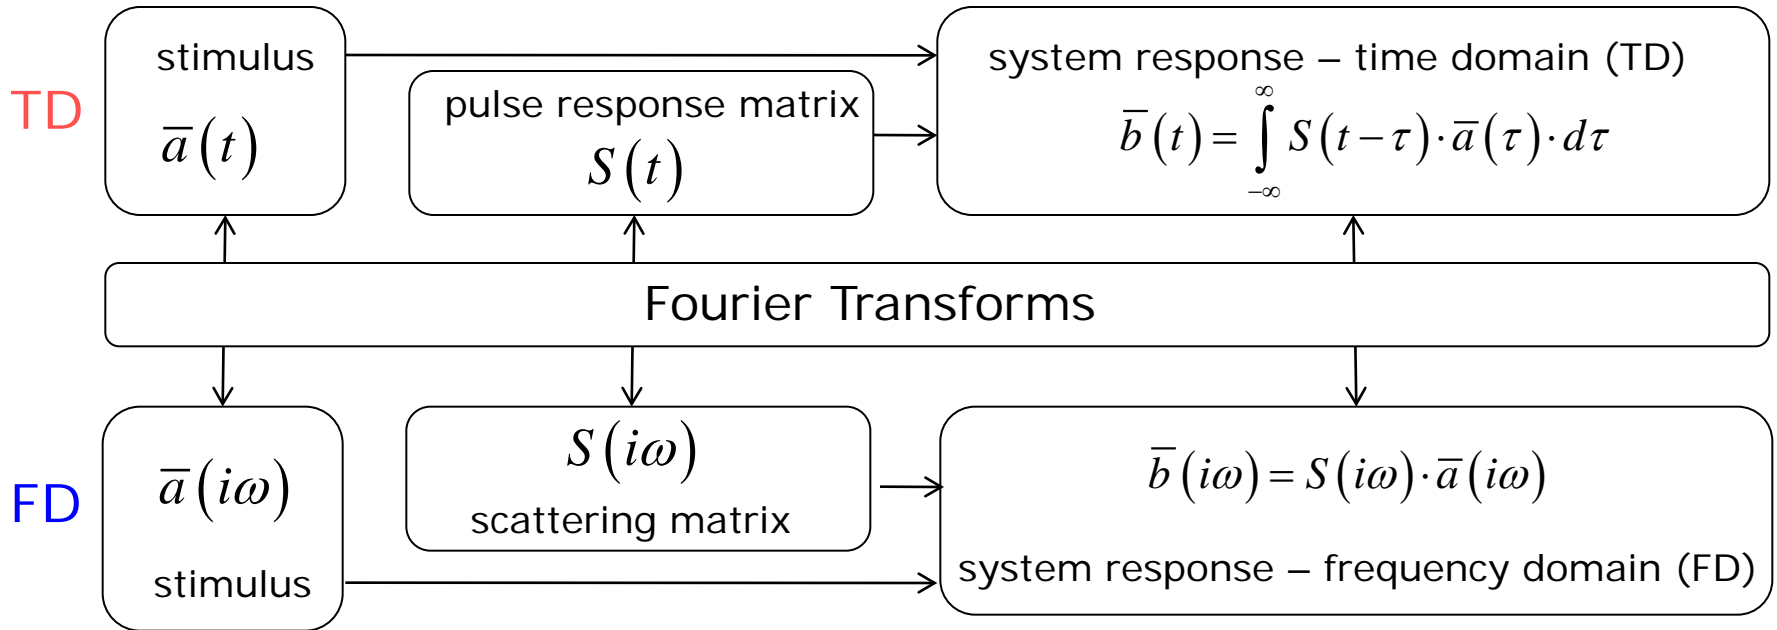 TD
stimulus
a̅(t)
pulse response matrix
S(t)
system response – time domain (TD)
b̅(t) = ∫_{−∞}^{∞} S(t−τ)·a̅(τ)·dτ
Fourier Transforms
FD
a̅(iω)
stimulus
S(iω)
scattering matrix
b̅(iω) = S(iω)·a̅(iω)
system response – frequency domain (FD)